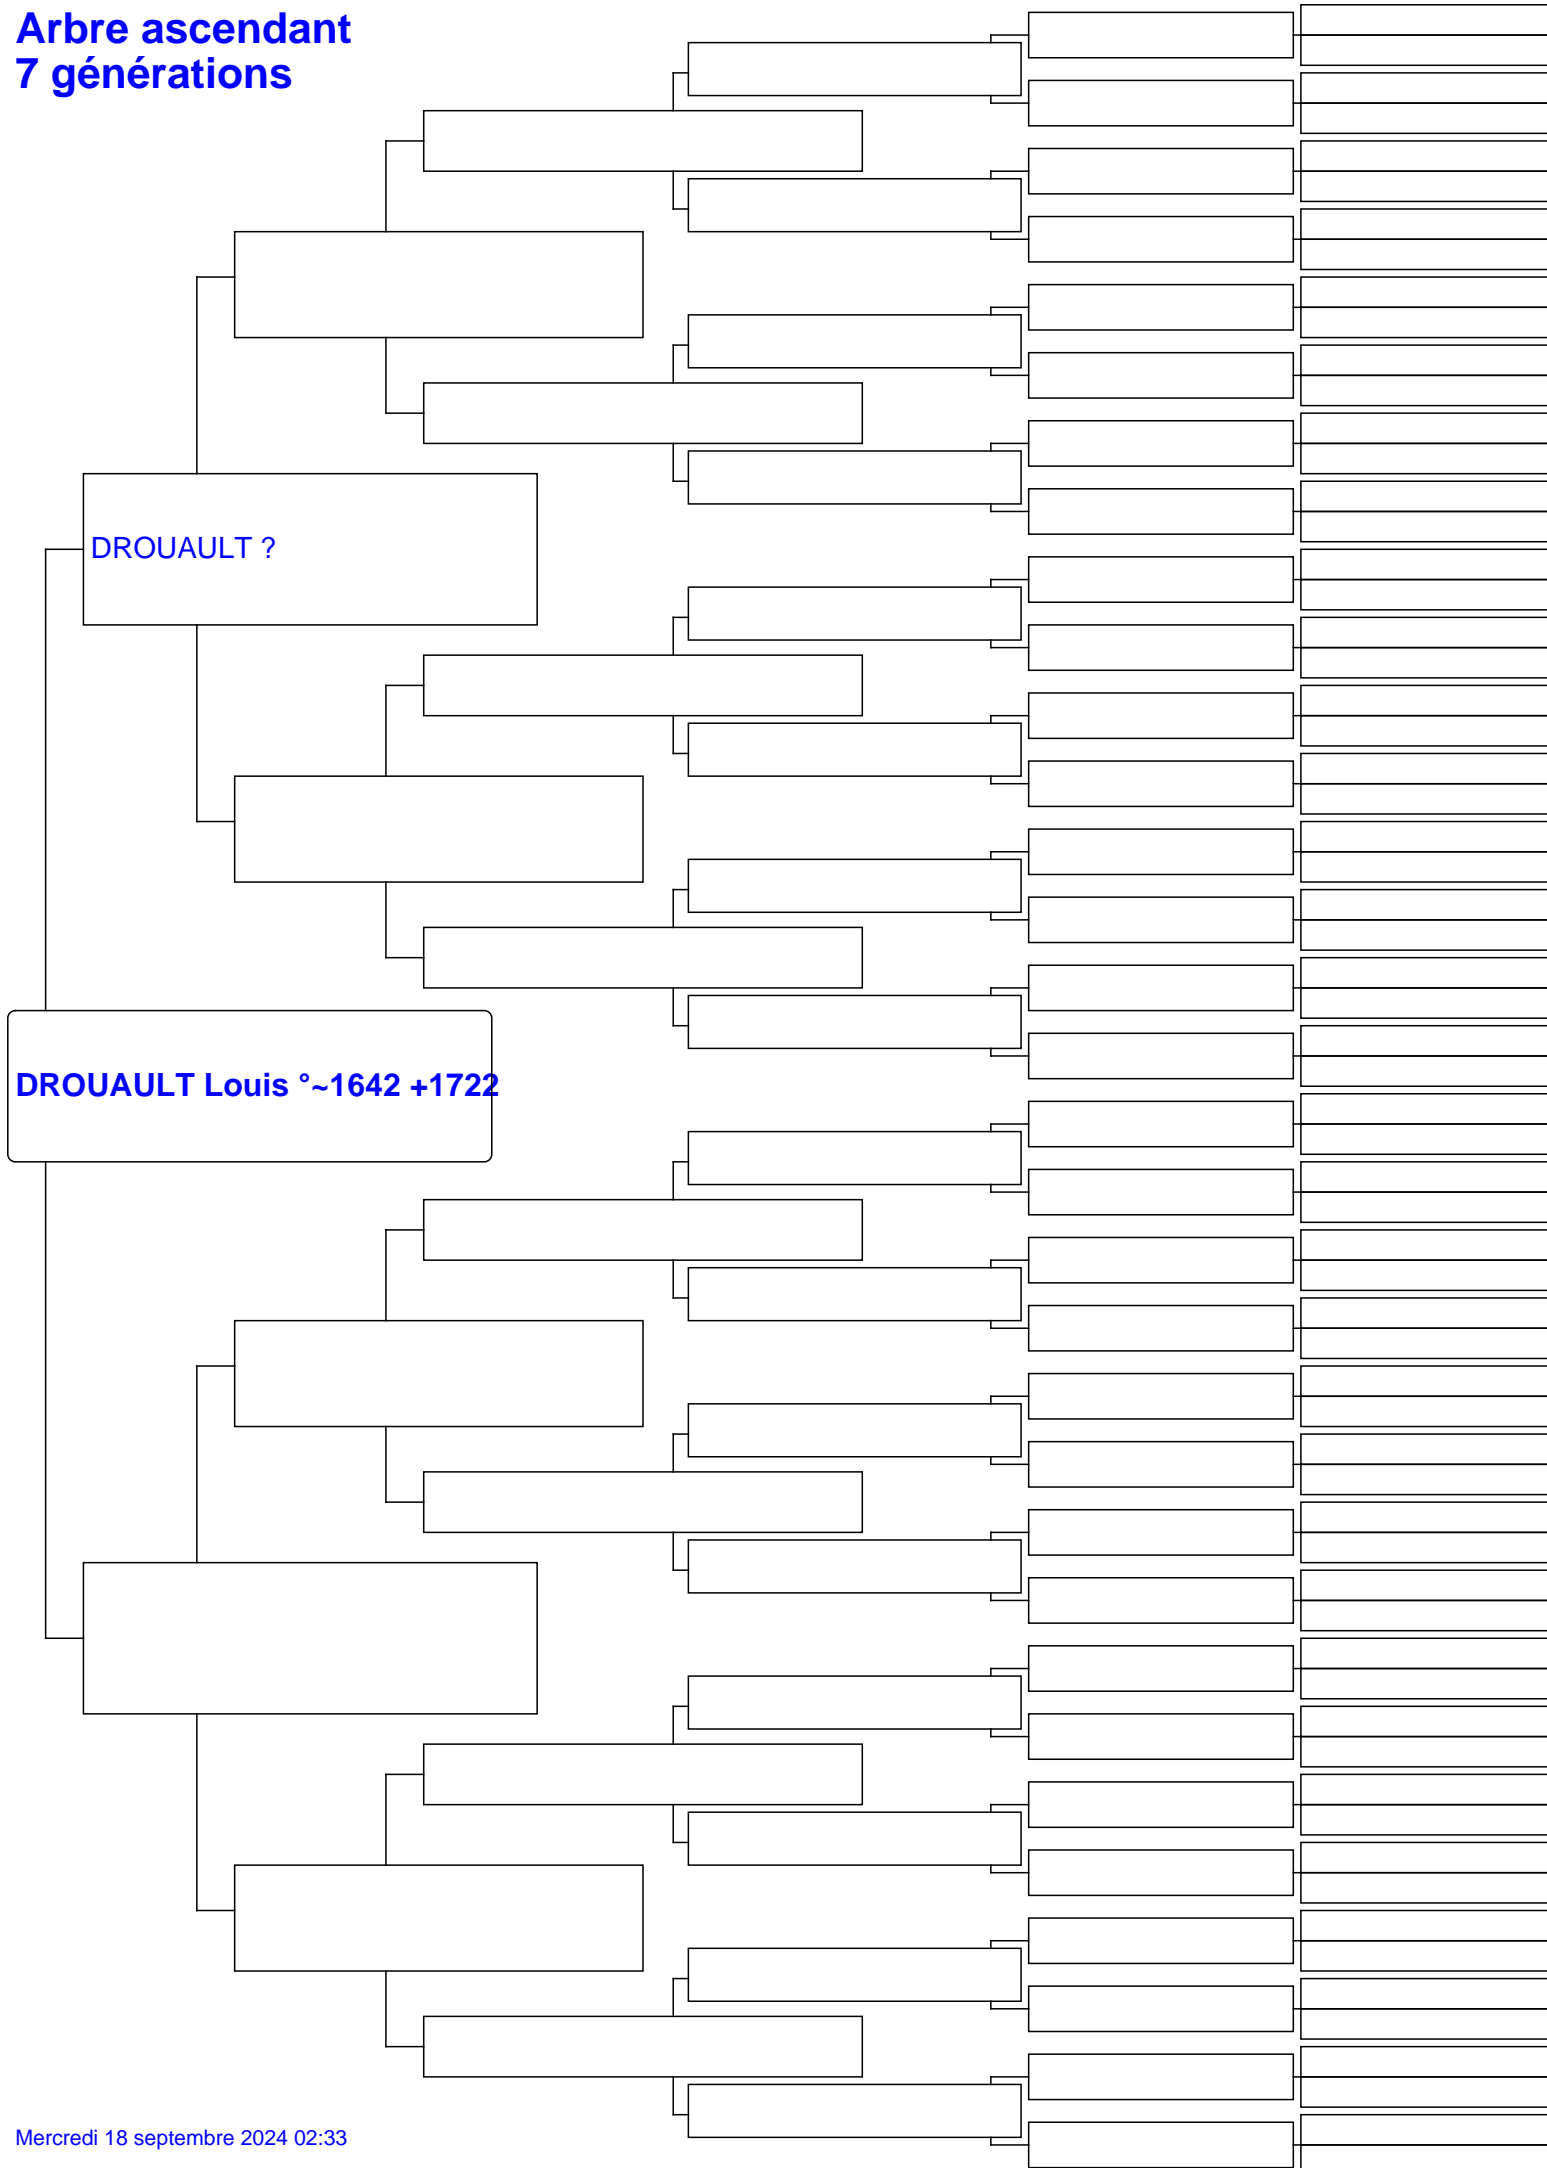 Arbre ascendant
7 générations
DROUAULT ?
DROUAULT Louis °~1642 +1722
Mercredi 18 septembre 2024 02:33